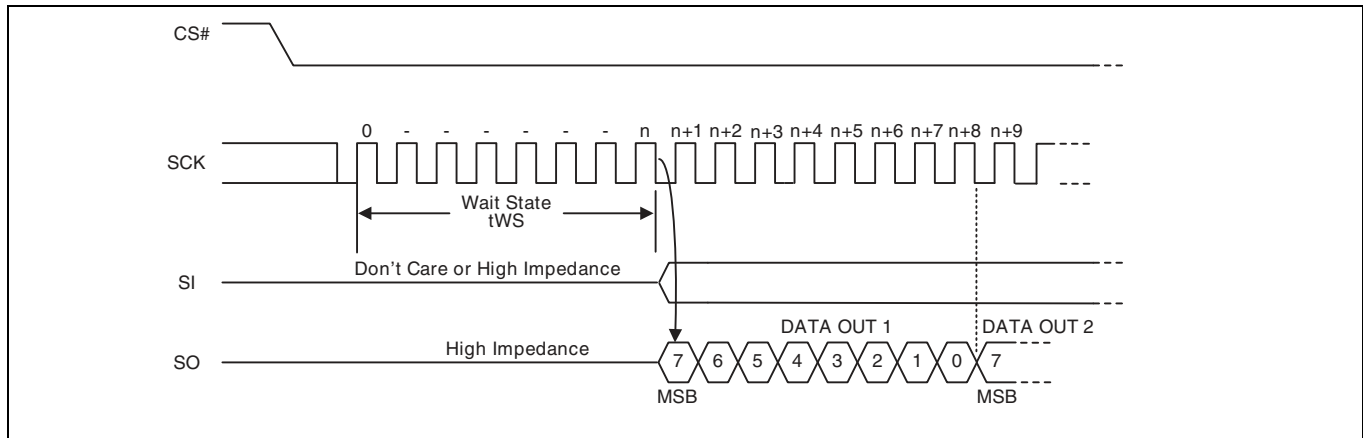 CS#
0 - - - - - - n n+1 n+2 n+3 n+4 n+5 n+6 n+7 n+8 n+9
SCK
Wait State
tWS
Don't Care or High Impedance
SI
DATA OUT 1 DATA OUT 2
High Impedance
SO
7 6 5 4 3 2 1 0 7
MSB MSB